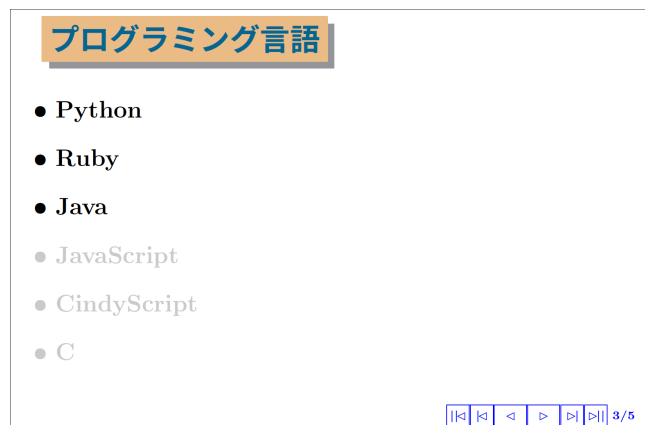 プログラミング言語
• Python
• Ruby
• Java
• JavaScript
• CindyScript
• C
3/5